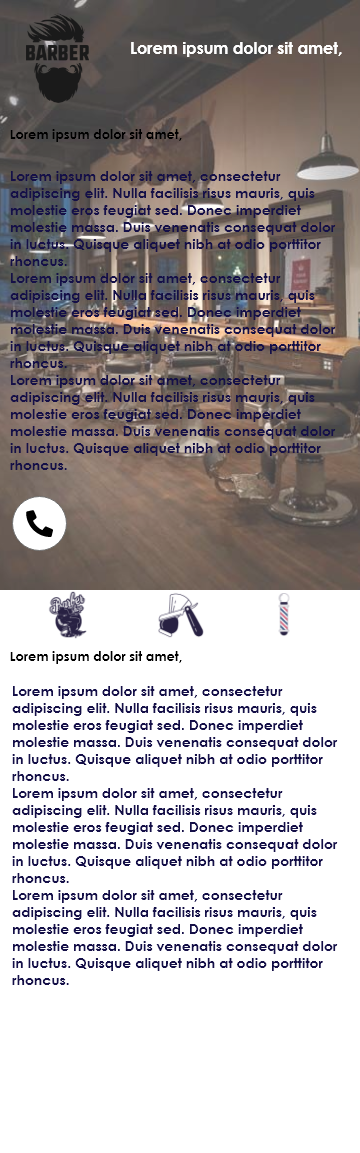 BARBER
Lorem ipsum dolor sit amet,
Lorem ipsum dolor sit amet,
Lorem ipsum dolor sit amet, consectetur
adipiscing elit. Nulla facilisis risus mauris, quis
molestie eros feugiat sed. Donec imperdiet
molestie massa. Duis venenatis consequat dolor
in luctus. Quisque aliquet nibh at odio porttitor
rhoncus.
Lorem ipsum dolor sit amet, consectetur
adipiscing elit. Nulla facilisis risus mauris, quis
molestie eros feugiat sed. Donec imperdiet
molestie massa. Duis venenatis consequat dolor
in luctus. Quisque aliquet nibh at odio porttitor
rhoncus.
Lorem ipsum dolor sit amet, consectetur
adipiscing elit. Nulla facilisis risus mauris, quis
molestie eros feugiat sed. Donec imperdiet
molestie massa. Duis venenatis consequat dolor
in luctus. Quisque aliquet nibh at odio porttitor
rhoncus.
Barber
Lorem ipsum dolor sit amet,
Lorem ipsum dolor sit amet, consectetur
adipiscing elit. Nulla facilisis risus mauris, quis
molestie eros feugiat sed. Donec imperdiet
molestie massa. Duis venenatis consequat dolor
in luctus. Quisque aliquet nibh at odio porttitor
rhoncus.
Lorem ipsum dolor sit amet, consectetur
adipiscing elit. Nulla facilisis risus mauris, quis
molestie eros feugiat sed. Donec imperdiet
molestie massa. Duis venenatis consequat dolor
in luctus. Quisque aliquet nibh at odio porttitor
rhoncus.
Lorem ipsum dolor sit amet, consectetur
adipiscing elit. Nulla facilisis risus mauris, quis
molestie eros feugiat sed. Donec imperdiet
molestie massa. Duis venenatis consequat dolor
in luctus. Quisque aliquet nibh at odio porttitor
rhoncus.